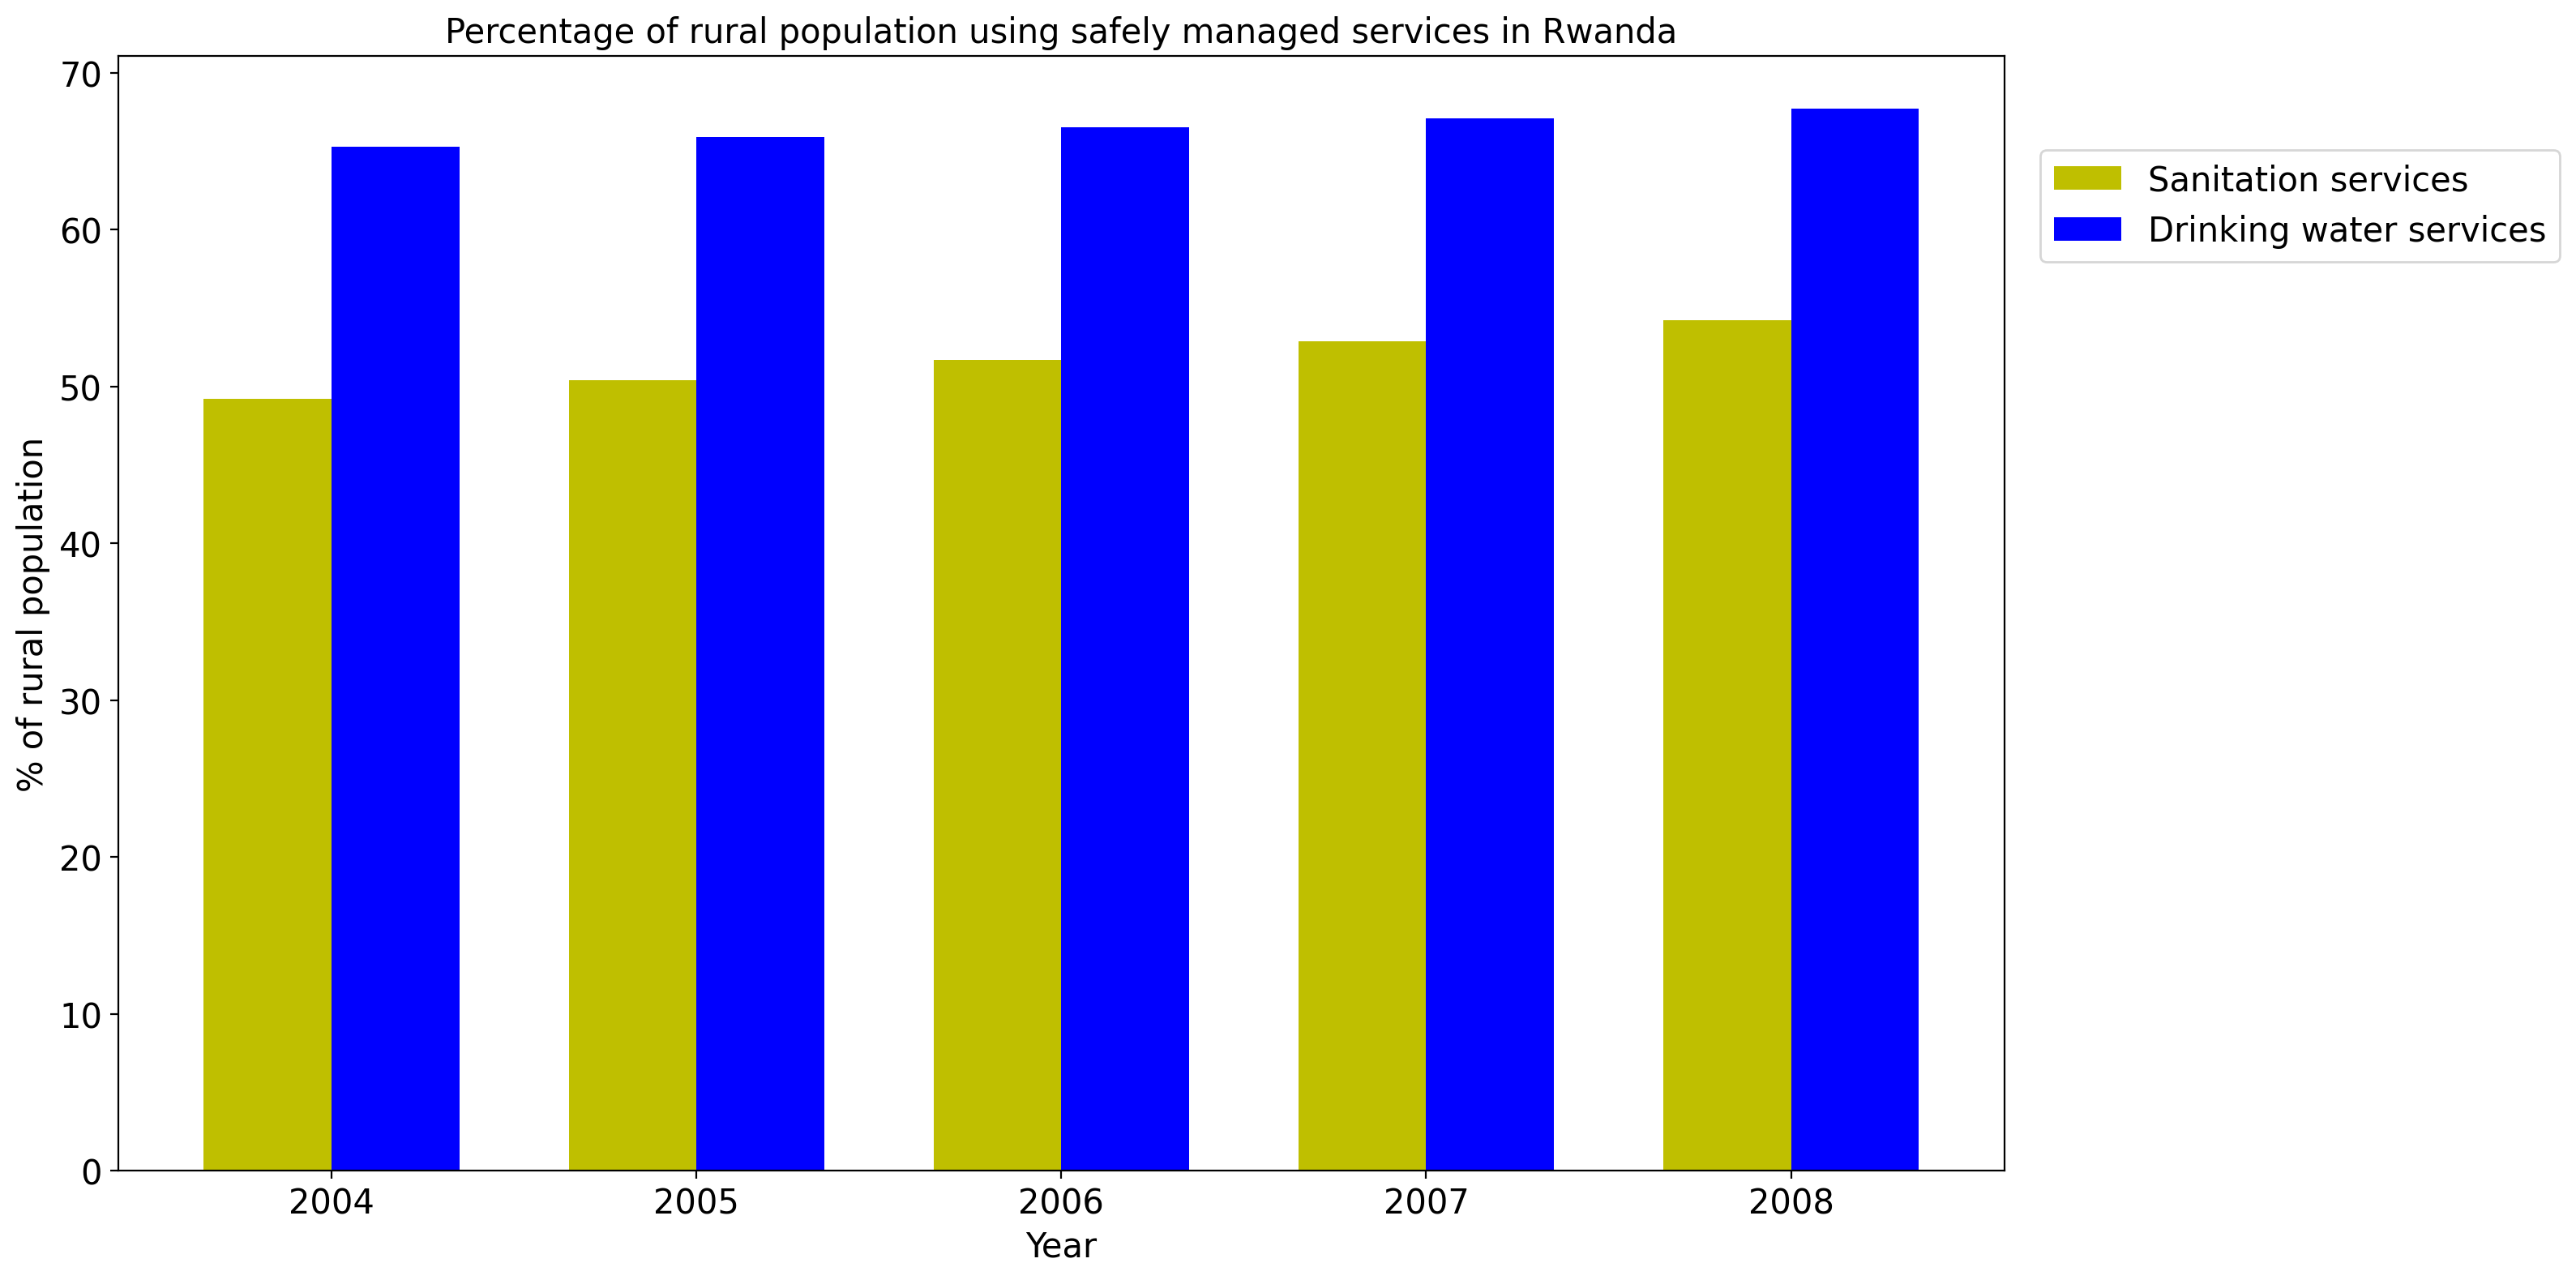 Percentage of rural population using safely managed services in Rwanda
70
60
50
40
30
20
10
0
% of rural population
2004 2005 2006 2007 2008
Year
Sanitation services
Drinking water services